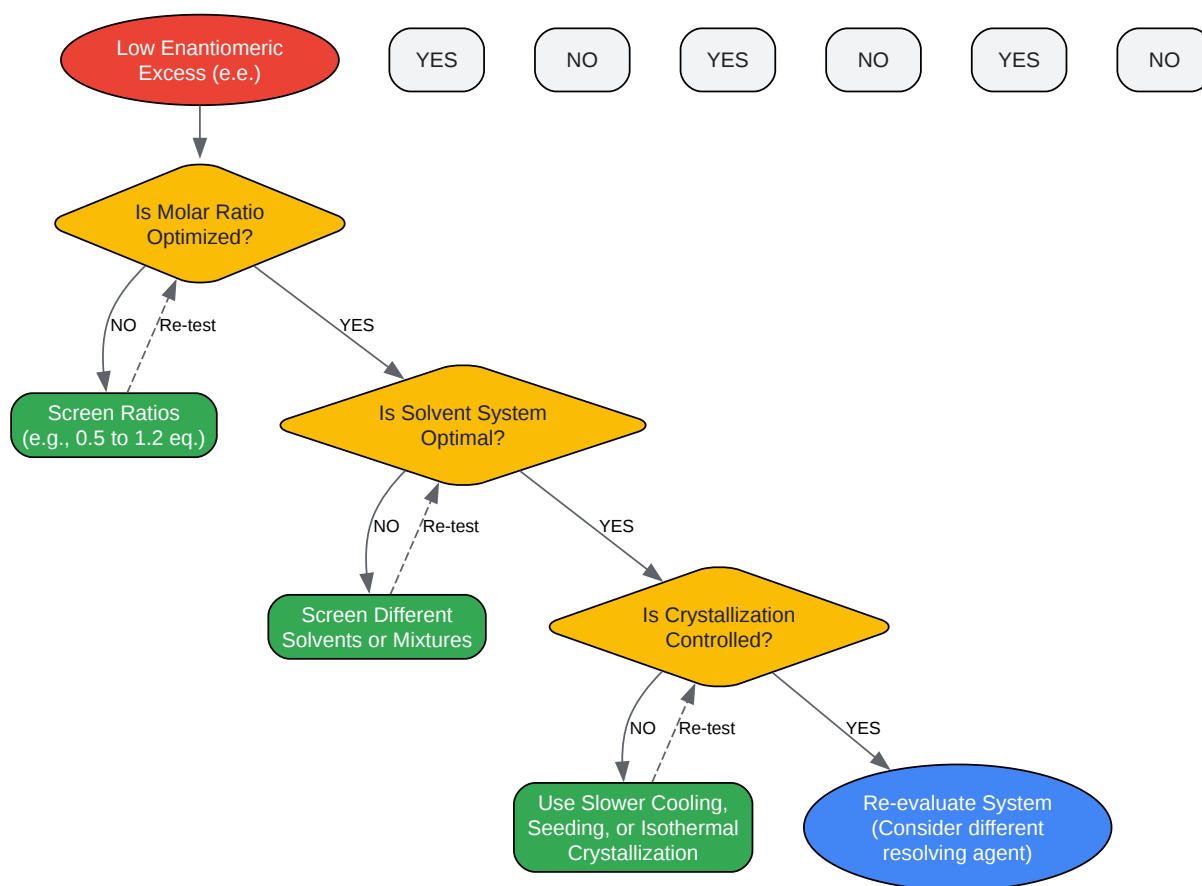 Low Enantiomeric
Excess (e.e.)
YES
NO
YES
NO
YES
NO
Is Molar Ratio
Optimized?
NO
Re-test
YES
Screen Ratios
(e.g., 0.5 to 1.2 eq.)
Is Solvent System
Optimal?
NO
Re-test
YES
Screen Different
Solvents or Mixtures
Is Crystallization
Controlled?
NO
Re-test
YES
Use Slower Cooling,
Seeding, or Isothermal
Crystallization
Re-evaluate System
(Consider different
resolving agent)